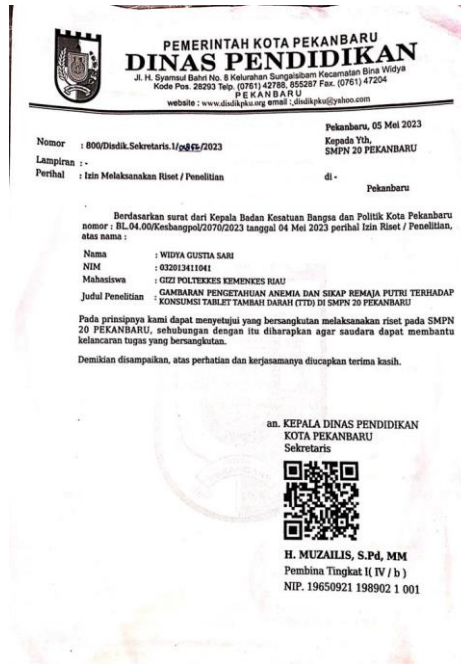 PEMERINTAH KOTA PEKANBARU
DINAS PENDIDIKAN
Jl. H. Syamsul Bahri No. 8 Kelurahan Sungaisibam Kecamatan Bina Widya
Kode Pos. 28293 Telp. (0761) 42788, 855287 Fax. (0761) 47204
PEKANBARU
website : www.disdikpku.org email : disdikpku@yahoo.com
Pekanbaru, 05 Mei 2023
Nomor : 800/Disdik.Sekretaris.1/ /2023
Kepada Yth,
SMPN 20 PEKANBARU
Lampiran : -
Perihal : Izin Melaksanakan Riset / Penelitian
di -
Pekanbaru
Berdasarkan surat dari Kepala Badan Kesatuan Bangsa dan Politik Kota Pekanbaru
nomor : BL.04.00/Kesbangpol/2070/2023 tanggal 04 Mei 2023 perihal Izin Riset / Penelitian,
atas nama :
Nama : WIDYA GUSTIA SARI
NIM : 032013411041
Mahasiswa : GIZI POLTEKKES KEMENKES RIAU
Judul Penelitian : GAMBARAN PENGETAHUAN ANEMIA DAN SIKAP REMAJA PUTRI TERHADAP
KONSUMSI TABLET TAMBAH DARAH (TTD) DI SMPN 20 PEKANBARU
Pada prinsipnya kami dapat menyetujui yang bersangkutan melaksanakan riset pada SMPN
20 PEKANBARU, sehubungan dengan itu diharapkan agar saudara dapat membantu
kelancaran tugas yang bersangkutan.
Demikian disampaikan, atas perhatian dan kerjasamanya diucapkan terima kasih.
an. KEPALA DINAS PENDIDIKAN
KOTA PEKANBARU
Sekretaris
H. MUZAILIS, S.Pd, MM
Pembina Tingkat I( IV / b )
NIP. 19650921 198902 1 001